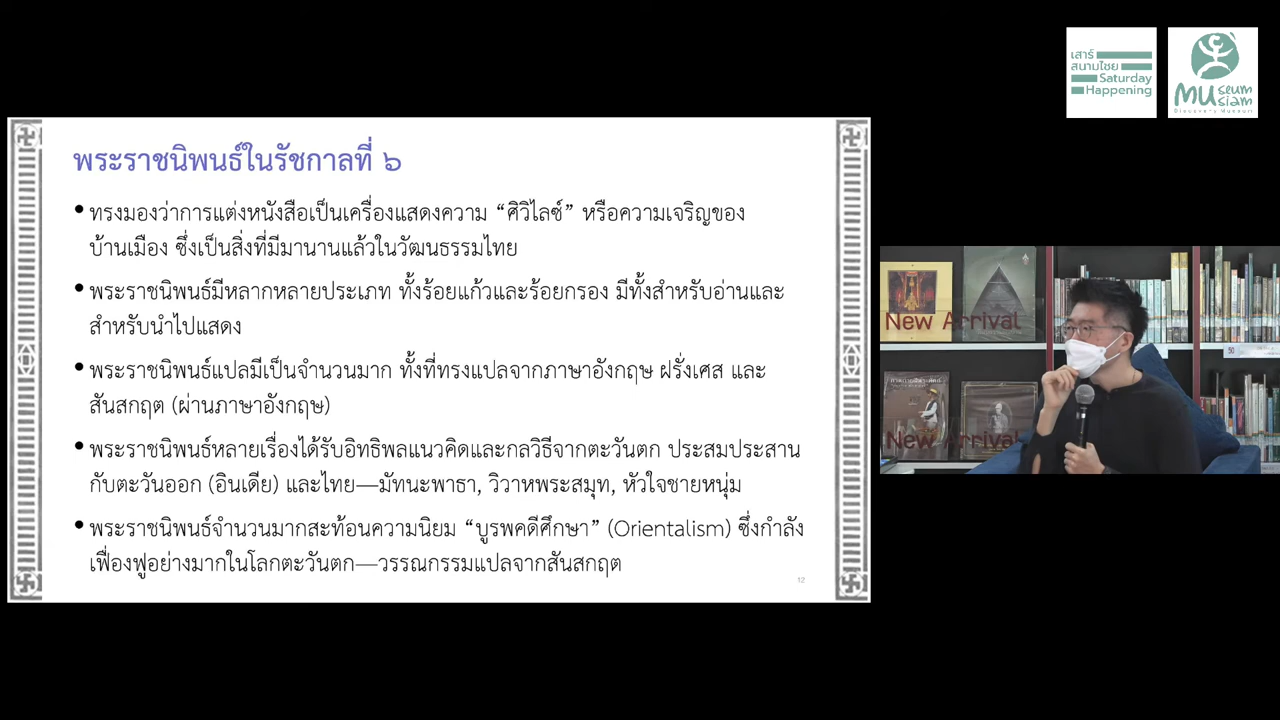 เสาร์
สนามไชย
Saturday
Happening
MUseum
siam
Discovery Museum
พระราชนิพนธ์ในรัชกาลที่ ๖
• ทรงมองว่าการแต่งหนังสือเป็นเครื่องแสดงความ “ศิวิไลซ์” หรือความเจริญของ
บ้านเมือง ซึ่งเป็นสิ่งที่มีมานานแล้วในวัฒนธรรมไทย
• พระราชนิพนธ์มีหลากหลายประเภท ทั้งร้อยแก้วและร้อยกรอง มีทั้งสำหรับอ่านและ
สำหรับนำไปแสดง
• พระราชนิพนธ์แปลมีเป็นจำนวนมาก ทั้งที่ทรงแปลจากภาษาอังกฤษ ฝรั่งเศส และ
สันสกฤต (ผ่านภาษาอังกฤษ)
• พระราชนิพนธ์หลายเรื่องได้รับอิทธิพลแนวคิดและกลวิธีจากตะวันตก ประสมประสาน
กับตะวันออก (อินเดีย) และไทย—มัทนะพาธา, วิวาหพระสมุท, หัวใจชายหนุ่ม
• พระราชนิพนธ์จำนวนมากสะท้อนความนิยม “บูรพคดีศึกษา” (Orientalism) ซึ่งกำลัง
เฟื่องฟูอย่างมากในโลกตะวันตก—วรรณกรรมแปลจากสันสกฤต
12
New Arrival
New Arrival